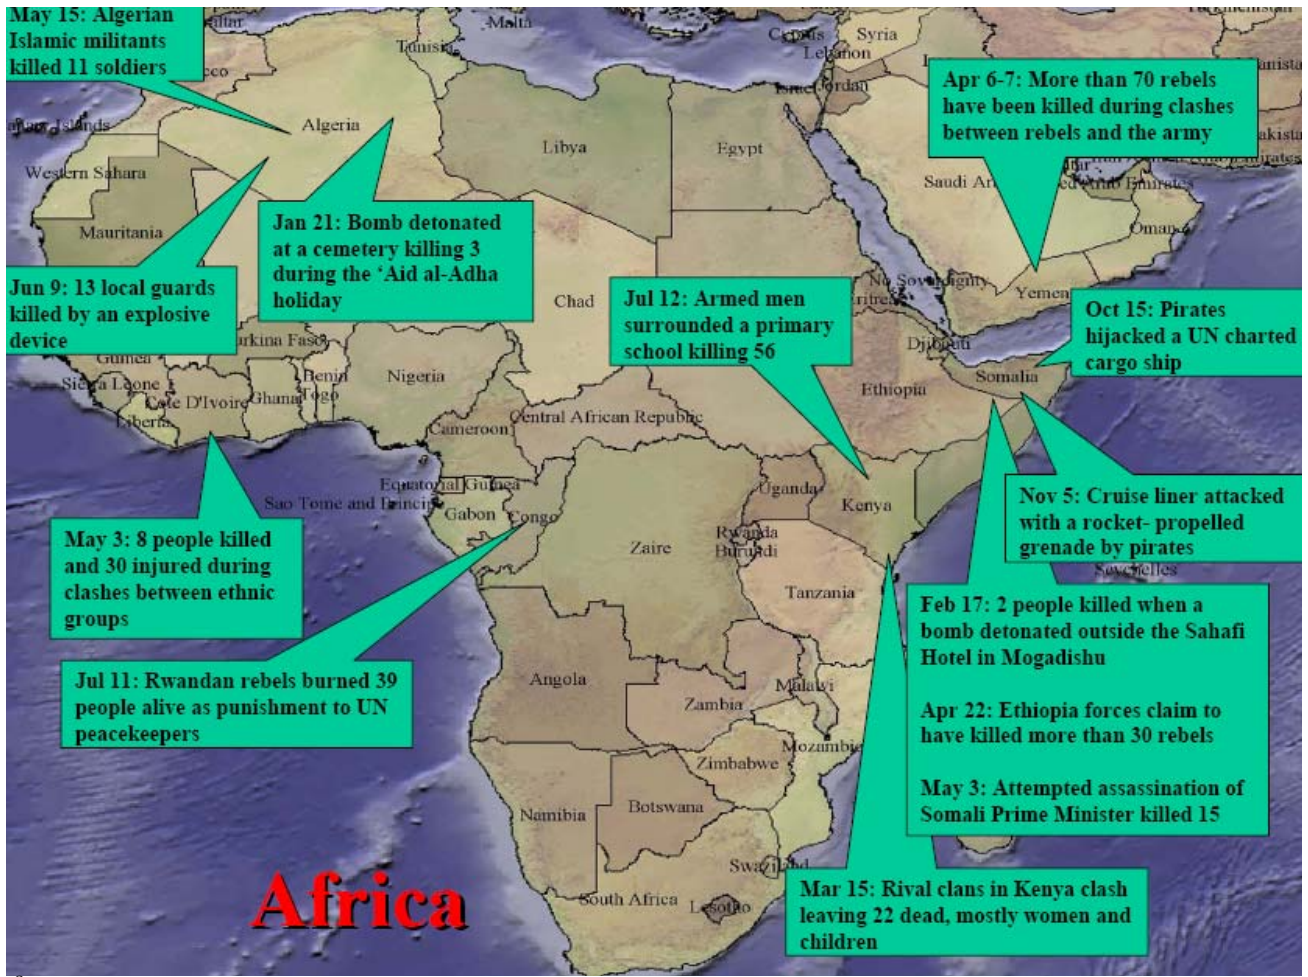 May 15: Algerian
Islamic militants
killed 11 soldiers
Malta
Cyprus
Syria
Lebanon
Tunisia
Israel
Jordan
Apr 6-7: More than 70 rebels
have been killed during clashes
between rebels and the army
Algeria
Libya
Egypt
Western Sahara
Saudi
Emirates
Oman
Mauritania
Jan 21: Bomb detonated
at a cemetery killing 3
during the ‘Aid al-Adha
holiday
Jun 9: 13 local guards
killed by an explosive
device
Chad
Jul 12: Armed men
surrounded a primary
school killing 56
No Sovereignty
Eritrea
Yemen
Oct 15: Pirates
hijacked a UN charted
cargo ship
Djibouti
Guinea
Faso
Sierra Leone
Cote D'Ivoire
Liberia
Ghana
Benin
Togo
Nigeria
Ethiopia
Somalia
Cameroon
Central African Republic
Equatorial Guinea
Sao Tome and Principe
Gabon
Congo
Uganda
Kenya
Rwanda
Burundi
Zaire
Tanzania
Nov 5: Cruise liner attacked
with a rocket- propelled
grenade by pirates
Seychelles
May 3: 8 people killed
and 30 injured during
clashes between ethnic
groups
Feb 17: 2 people killed when a
bomb detonated outside the Sahafi
Hotel in Mogadishu
Apr 22: Ethiopia forces claim to
have killed more than 30 rebels
May 3: Attempted assassination of
Somali Prime Minister killed 15
Jul 11: Rwandan rebels burned 39
people alive as punishment to UN
peacekeepers
Angola
Zambia
Malawi
Mozambie
Zimbabwe
Namibia
Botswana
Swaziland
South Africa
Lesotho
Africa
Mar 15: Rival clans in Kenya clash
leaving 22 dead, mostly women and
children